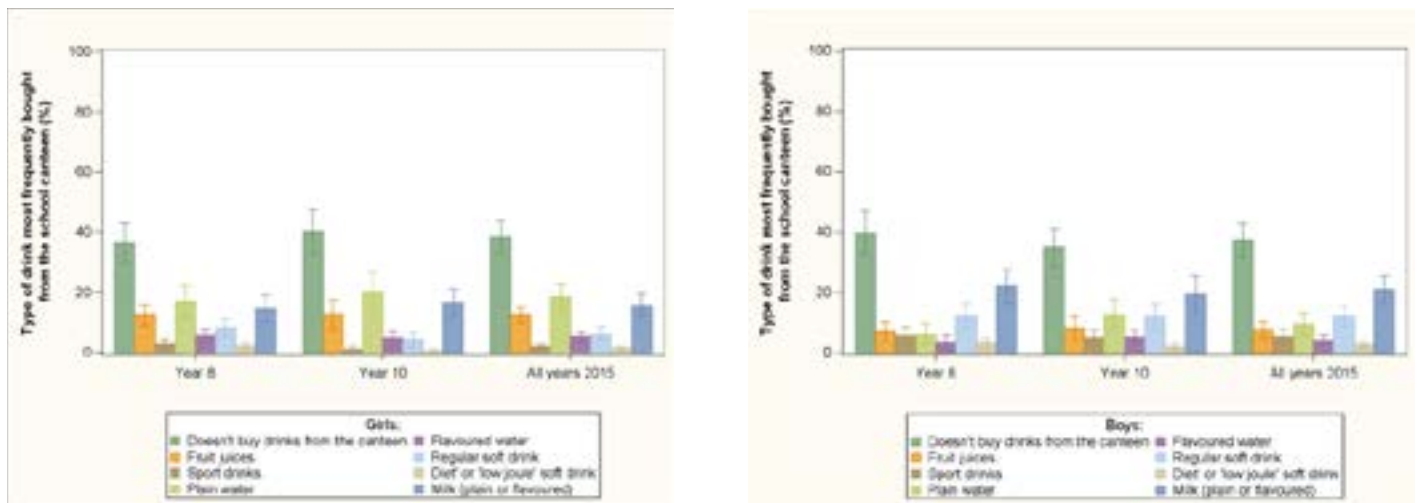 Type of drink most frequently bought
from the school canteen (%)
100
80
60
40
20
0
Year 8
Year 10
All years 2015
Girls:
Doesn't buy drinks from the canteen
Flavoured water
Fruit juices
Regular soft drink
Sport drinks
Diet' or 'low joule' soft drink
Plain water
Milk (plain or flavoured)
Type of drink most frequently bought
from the school canteen (%)
100
80
60
40
20
0
Year 8
Year 10
All years 2015
Boys:
Doesn't buy drinks from the canteen
Flavoured water
Fruit juices
Regular soft drink
Sport drinks
Diet' or 'low joule' soft drink
Plain water
Milk (plain or flavoured)